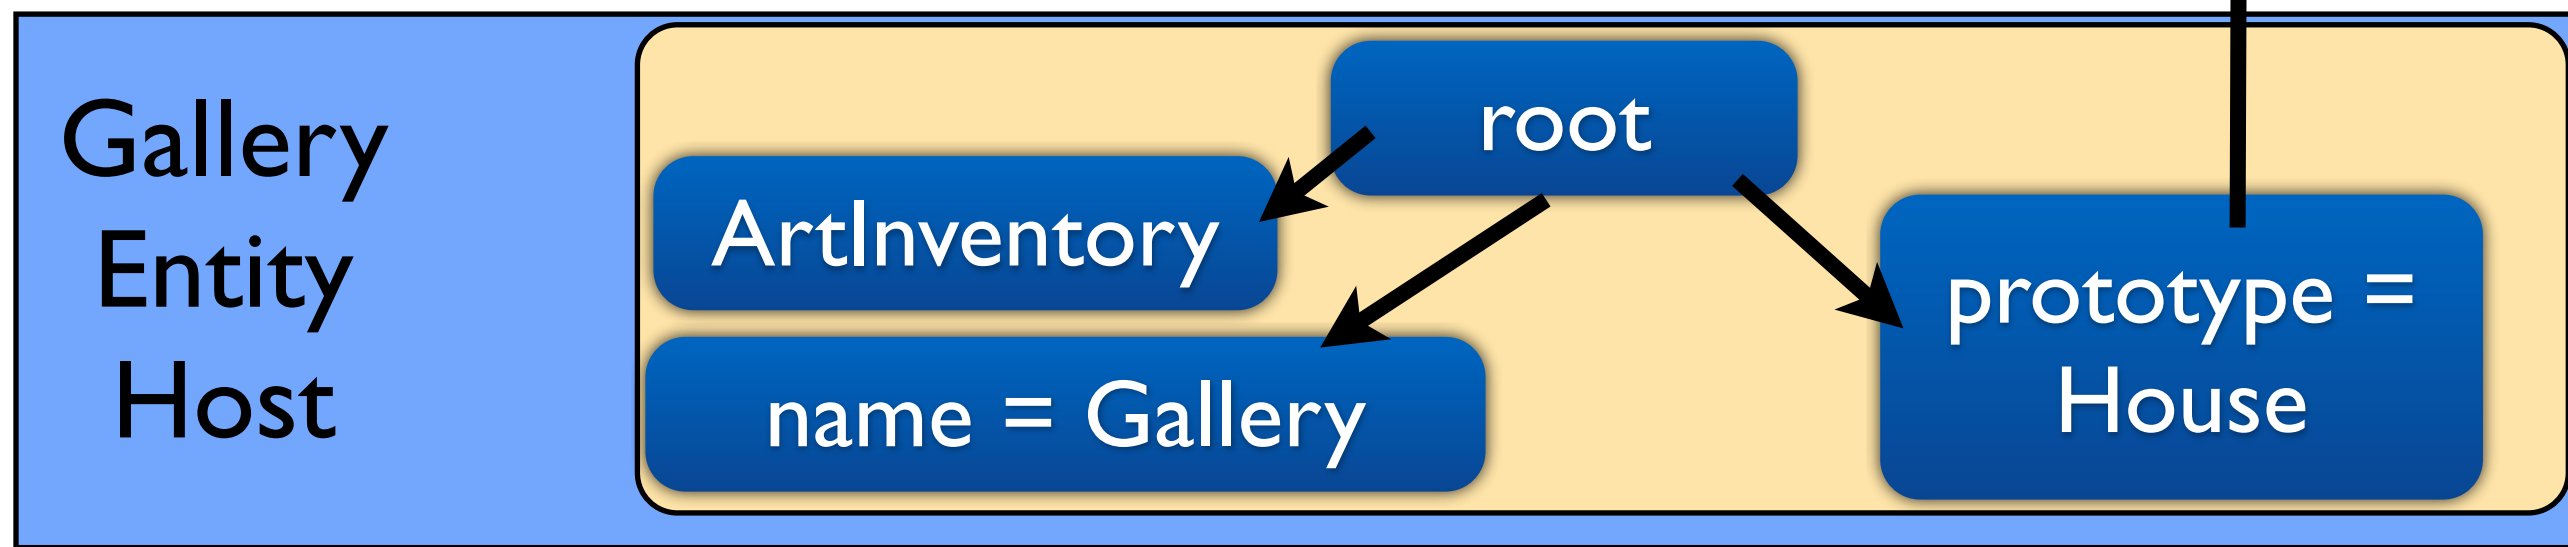 Gallery
Entity
Host
root
ArtInventory
name = Gallery
prototype =
House